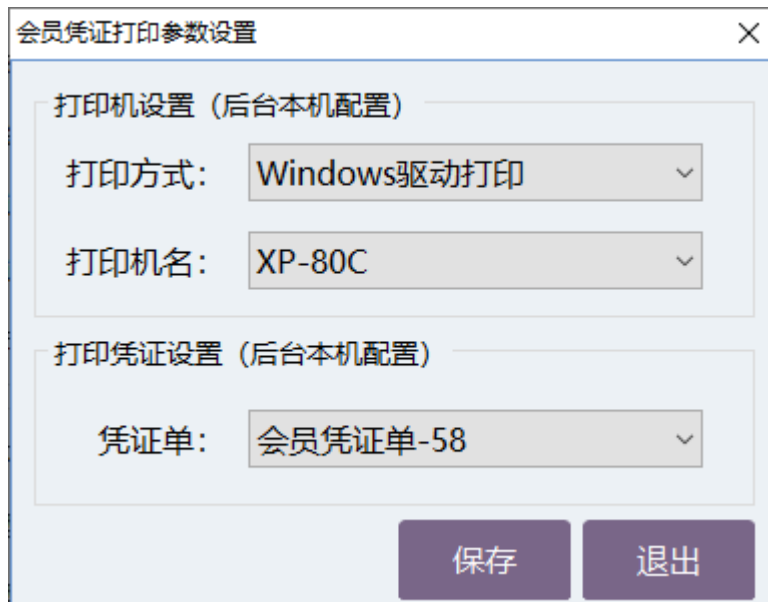 会员凭证打印参数设置
打印机设置（后台本机配置）
打印方式： Windows驱动打印
打印机名： XP-80C
打印凭证设置（后台本机配置）
凭证单： 会员凭证单-58
保存 退出